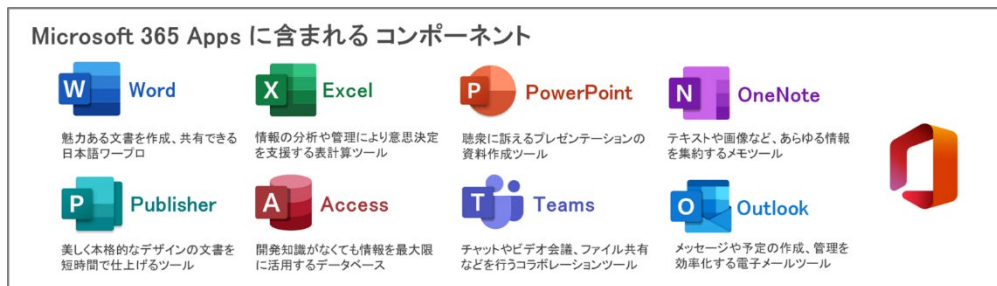 Microsoft 365 Apps に含まれる コンポーネント
W Word
魅力ある文書を作成、共有できる
日本語ワープロ
X Excel
情報の分析や管理により意思決定
を支援する表計算ツール
P PowerPoint
聴衆に訴えるプレゼンテーションの
資料作成ツール
N OneNote
テキストや画像など、あらゆる情報
を集約するメモツール
P Publisher
美しく本格的なデザインの文書を
短時間で仕上げるツール
A Access
開発知識がなくても情報を最大限
に活用するデータベース
T Teams
チャットやビデオ会議、ファイル共有
などを行うコラボレーションツール
O Outlook
メッセージや予定の作成、管理を
効率化する電子メールツール